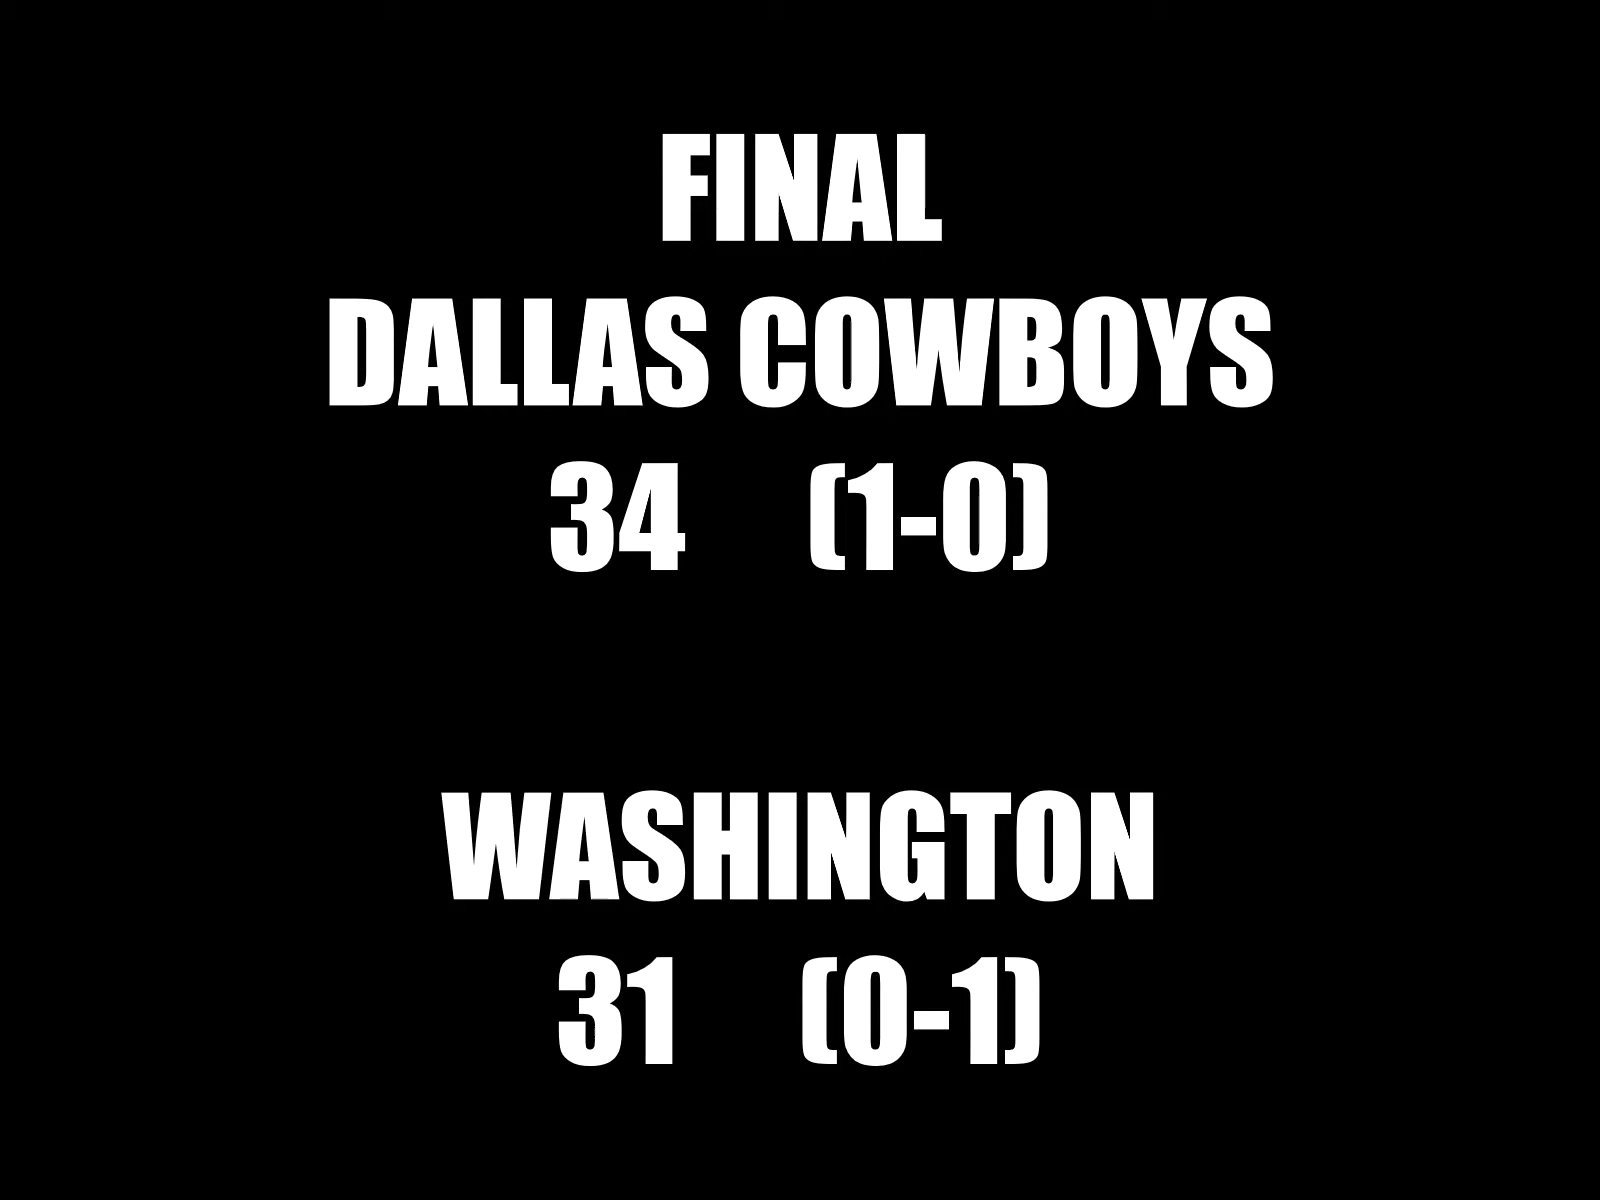 FINAL
DALLAS COWBOYS
34 (1-0)
WASHINGTON
31 (0-1)